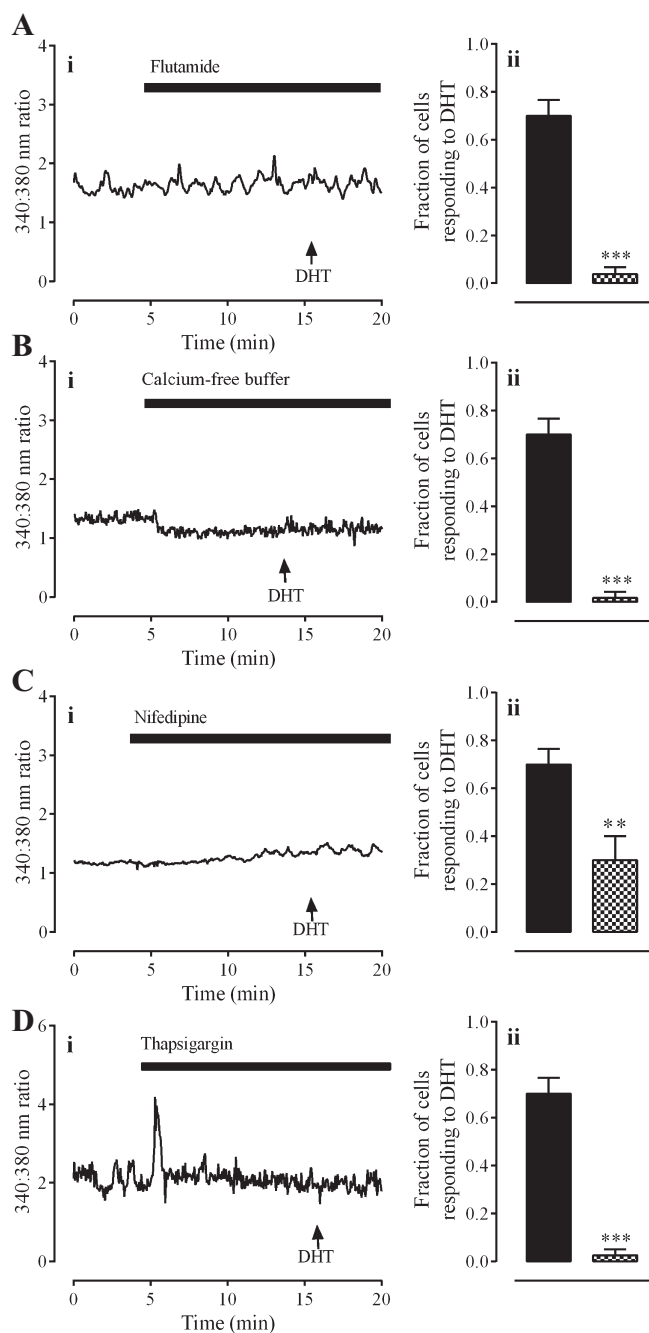 A
i
Flutamide
340:380 nm ratio
4
3
2
1
0
DHT
0 5 10 15 20
Time (min)
ii
Fraction of cells
responding to DHT
1.0
0.8
0.6
0.4
0.2
0.0
***
B
i
Calcium-free buffer
340:380 nm ratio
4
3
2
1
0
DHT
0 5 10 15 20
Time (min)
ii
Fraction of cells
responding to DHT
1.0
0.8
0.6
0.4
0.2
0.0
***
C
i
Nifedipine
340:380 nm ratio
4
3
2
1
0
DHT
0 5 10 15 20
Time (min)
ii
Fraction of cells
responding to DHT
1.0
0.8
0.6
0.4
0.2
0.0
**
D
i
Thapsigargin
340:380 nm ratio
6
4
2
0
DHT
0 5 10 15 20
Time (min)
ii
Fraction of cells
responding to DHT
1.0
0.8
0.6
0.4
0.2
0.0
***